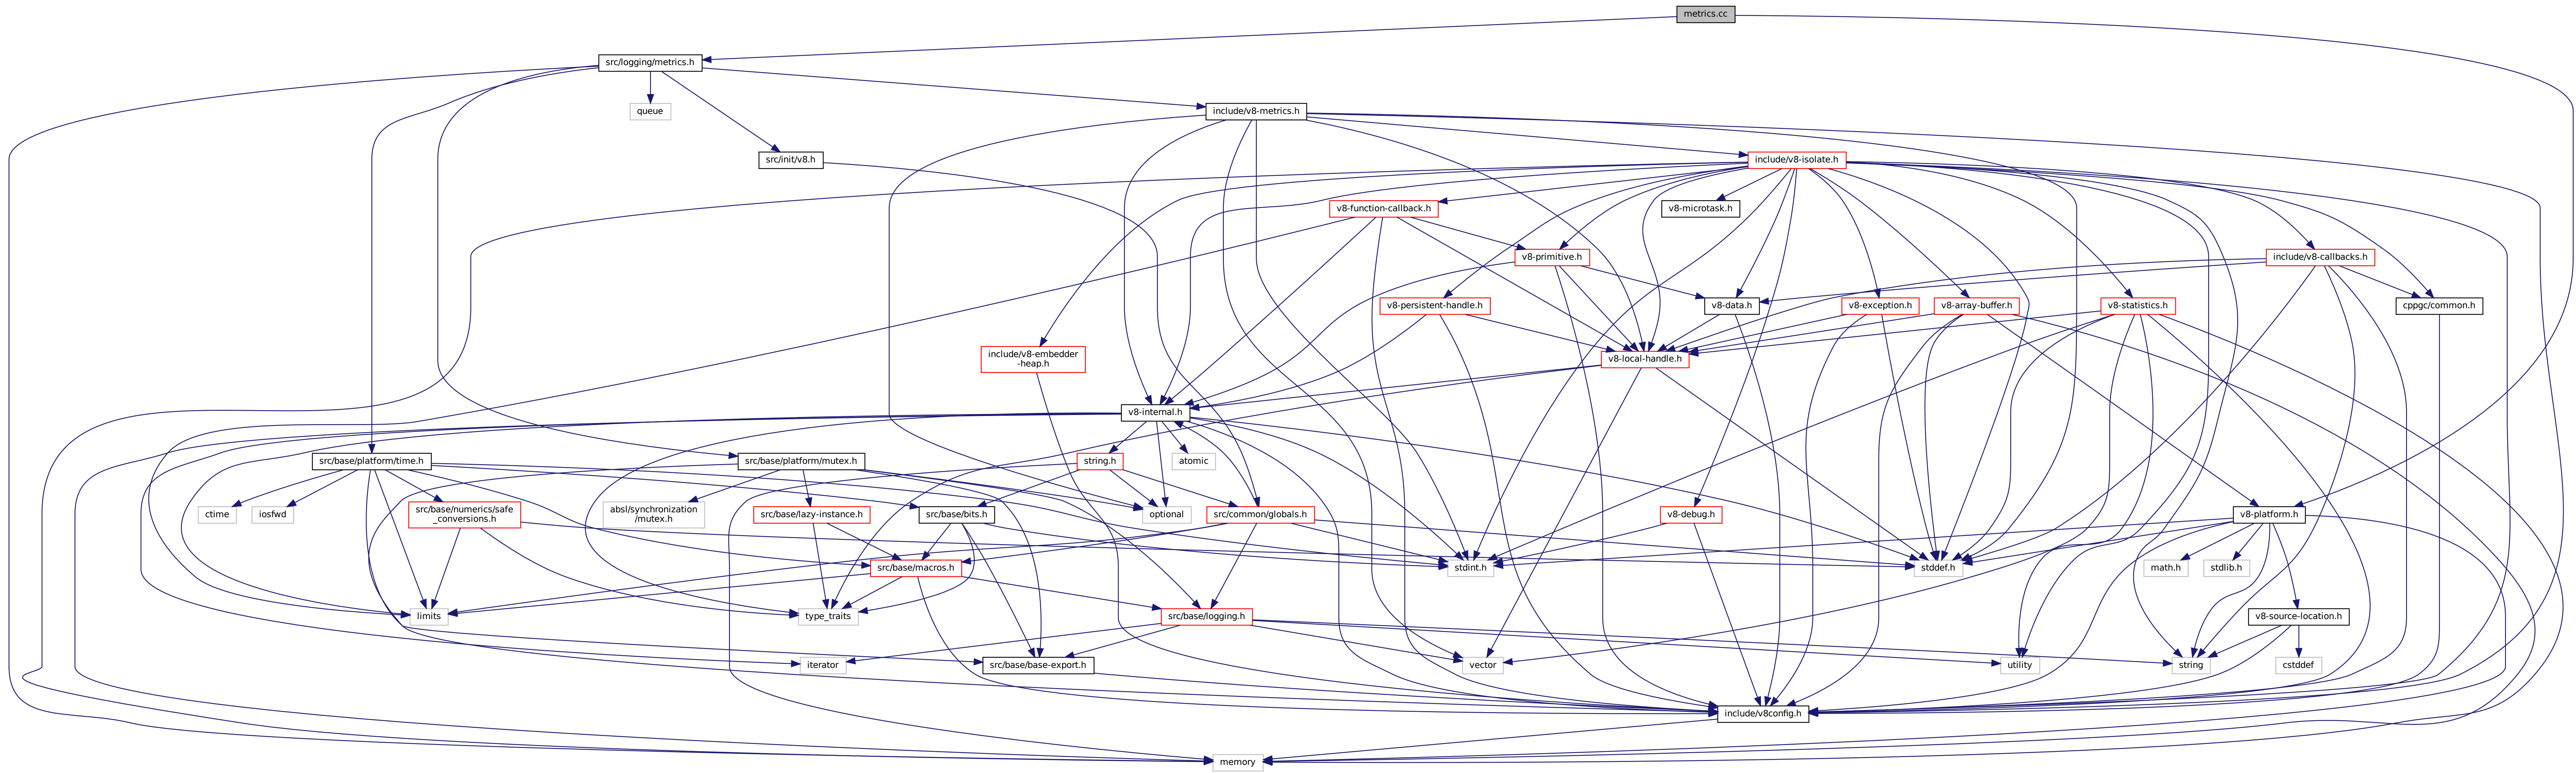 metrics.cc
src/logging/metrics.h
queue
include/v8-metrics.h
src/init/v8.h
include/v8-isolate.h
v8-function-callback.h
v8-microtask.h
v8-primitive.h
include/v8-callbacks.h
v8-persistent-handle.h
v8-data.h
v8-exception.h
v8-array-buffer.h
v8-statistics.h
cppgc/common.h
include/v8-embedder
-heap.h
v8-local-handle.h
v8-internal.h
src/base/platform/time.h
src/base/platform/mutex.h
string.h
atomic
ctime
iosfwd
src/base/numerics/safe
_conversions.h
absl/synchronization
/mutex.h
src/base/lazy-instance.h
src/base/bits.h
optional
src/common/globals.h
v8-debug.h
v8-platform.h
src/base/macros.h
stdint.h
stddef.h
math.h
stdlib.h
limits
type_traits
src/base/logging.h
v8-source-location.h
iterator
src/base/base-export.h
vector
utility
string
cstddef
include/v8config.h
memory